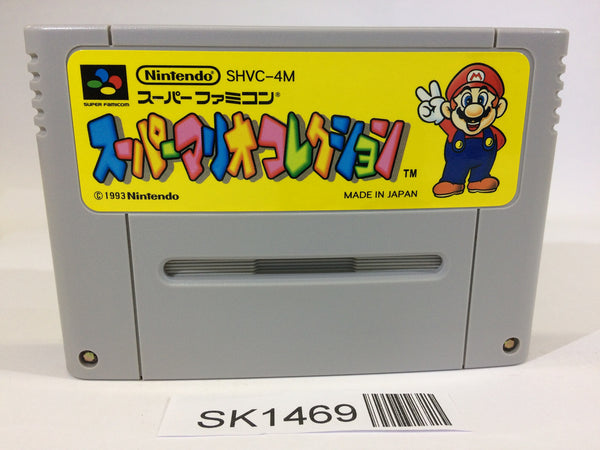 Nintendo SHVC-4M
スーパーファミコン®
SUPER FAMICOM
スーパーマリオコレクション TM
M
©1993 Nintendo
MADE IN JAPAN
SK1469